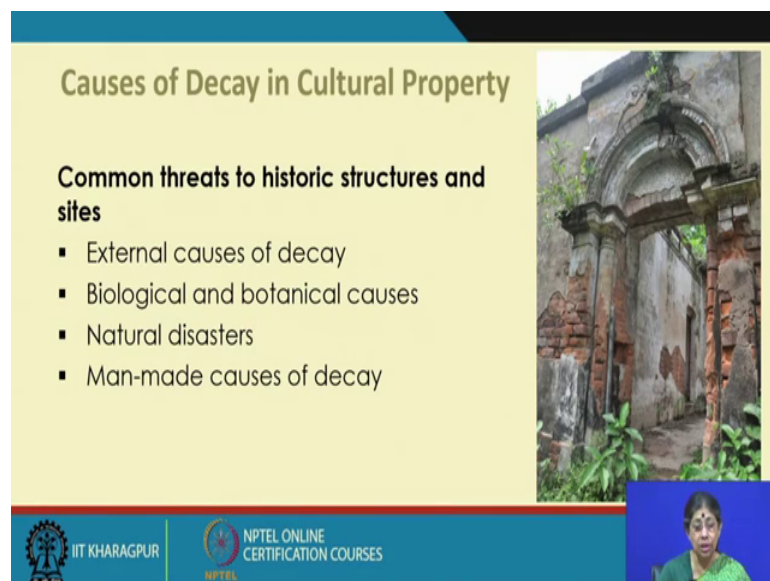 Causes of Decay in Cultural Property
Common threats to historic structures and
sites
▪ External causes of decay
▪ Biological and botanical causes
▪ Natural disasters
▪ Man-made causes of decay
IIT KHARAGPUR
NPTEL ONLINE
CERTIFICATION COURSES
NPTEL